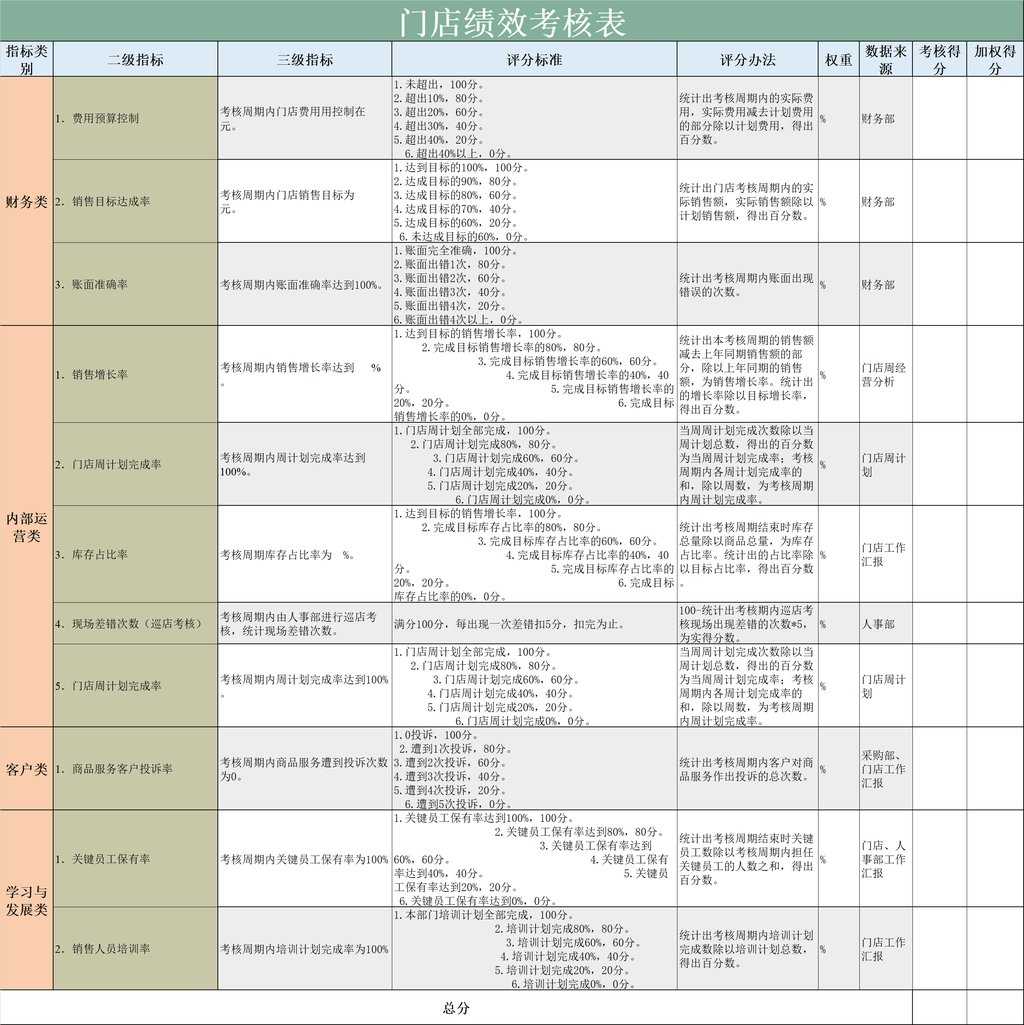 门店绩效考核表
指标类别 二级指标 三级指标 评分标准 评分办法 权重 数据来源 考核得分 加权得分
财务类
1. 费用预算控制
考核周期内门店费用用控制在
元。
1.未超出，100分。
2.超出10%，80分。
3.超出20%，60分。
4.超出30%，40分。
5.超出40%，20分。
6.超出40%以上，0分。
统计出考核周期内的实际费
用，实际费用减去计划费用
的部分除以计划费用，得出
百分数。
%
财务部
2. 销售目标达成率
考核周期内门店销售目标为
元。
1.达到目标的100%，100分。
2.达成目标的90%，80分。
3.达成目标的80%，60分。
4.达成目标的70%，40分。
5.达成目标的60%，20分。
6.未达成目标的60%，0分。
统计出门店考核周期内的实
际销售额，实际销售额除以
计划销售额，得出百分数。
%
财务部
3. 账面准确率
考核周期内账面准确率达到100%。
1.账面完全准确，100分。
2.账面出错1次，80分。
3.账面出错2次，60分。
4.账面出错3次，40分。
5.账面出错4次，20分。
6.账面出错4次以上，0分。
统计出考核周期内账面出现
错误的次数。
%
财务部
内部运
营类
1. 销售增长率
考核周期内销售增长率达到 %
。
1.达到目标的销售增长率，100分。
2.完成目标销售增长率的80%，80分。
3.完成目标销售增长率的60%，60分。
4.完成目标销售增长率的40%，40
分。 5.完成目标销售增长率的
20%，20分。 6.完成目标
销售增长率的0%，0分。
统计出本考核周期的销售额
减去上年同期销售额的部
分，除以上年同期的销售
额，为销售增长率。统计出
的增长率除以目标增长率，
得出百分数。
%
门店周经
营分析
2. 门店周计划完成率
考核周期内周计划完成率达到
100%。
1.门店周计划全部完成，100分。
2.门店周计划完成80%，80分。
3.门店周计划完成60%，60分。
4.门店周计划完成40%，40分。
5.门店周计划完成20%，20分。
6.门店周计划完成0%，0分。
当周周计划完成次数除以当
周计划总数，得出的百分数
为当周周计划完成率；考核
周期内各周计划完成率的
和，除以周数，为考核周期
内周计划完成率。
%
门店周计
划
3. 库存占比率
考核周期库存占比率为 %。
1.达到目标的销售增长率，100分。
2.完成目标库存占比率的80%，80分。
3.完成目标库存占比率的60%，60分。
4.完成目标库存占比率的40%，40
分。 5.完成目标库存占比率的
20%，20分。 6.完成目标
库存占比率的0%，0分。
统计出考核周期结束时库存
总量除以商品总量，为库存
占比率。统计出的占比率除
以目标占比率，得出百分数
。
%
门店工作
汇报
4. 现场差错次数（巡店考核）
考核周期内由人事部进行巡店考
核，统计现场差错次数。
满分100分，每出现一次差错扣5分，扣完为止。
100-统计出考核期内巡店考
核现场出现差错的次数*5，
为实得分数。
%
人事部
5. 门店周计划完成率
考核周期内周计划完成率达到100%
。
1.门店周计划全部完成，100分。
2.门店周计划完成80%，80分。
3.门店周计划完成60%，60分。
4.门店周计划完成40%，40分。
5.门店周计划完成20%，20分。
6.门店周计划完成0%，0分。
当周周计划完成次数除以当
周计划总数，得出的百分数
为当周周计划完成率；考核
周期内各周计划完成率的
和，除以周数，为考核周期
内周计划完成率。
%
门店周计
划
客户类
1. 商品服务客户投诉率
考核周期内商品服务遭到投诉次数
为0。
1.0投诉，100分。
2.遭到1次投诉，80分。
3.遭到2次投诉，60分。
4.遭到3次投诉，40分。
5.遭到4次投诉，20分。
6.遭到5次投诉，0分。
统计出考核周期内客户对商
品服务作出投诉的总次数。
%
采购部、
门店工作
汇报
学习与
发展类
1. 关键员工保有率
考核周期内关键员工保有率为100%
1.关键员工保有率达到100%，100分。
2.关键员工保有率达到80%，80分。
3.关键员工保有率达到
60%，60分。 4.关键员工保有
率达到40%，40分。 5.关键员
工保有率达到20%，20分。
6.关键员工保有率达到0%，0分。
统计出考核周期结束时关键
员工数除以考核周期内担任
关键员工的人数之和，得出
百分数。
%
门店、人
事部工作
汇报
2. 销售人员培训率
考核周期内培训计划完成率为100%
1.本部门培训计划全部完成，100分。
2.培训计划完成80%，80分。
3.培训计划完成60%，60分。
4.培训计划完成40%，40分。
5.培训计划完成20%，20分。
6.培训计划完成0%，0分。
统计出考核周期内培训计划
完成数除以培训计划总数，
得出百分数。
%
门店工作
汇报
总分